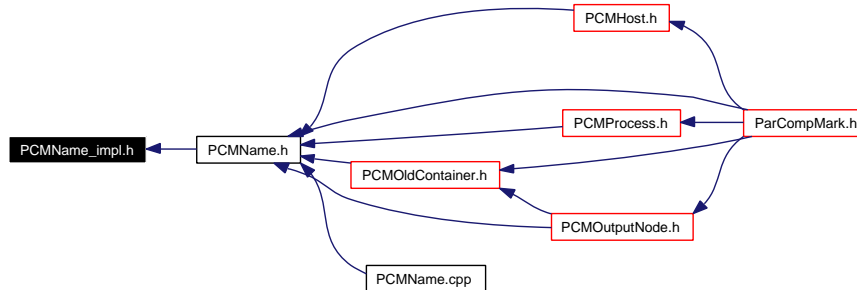 PCMHost.h
PCMProcess.h
ParCompMark.h
PCMName_impl.h
PCMName.h
PCMOldContainer.h
PCMOutputNode.h
PCMName.cpp